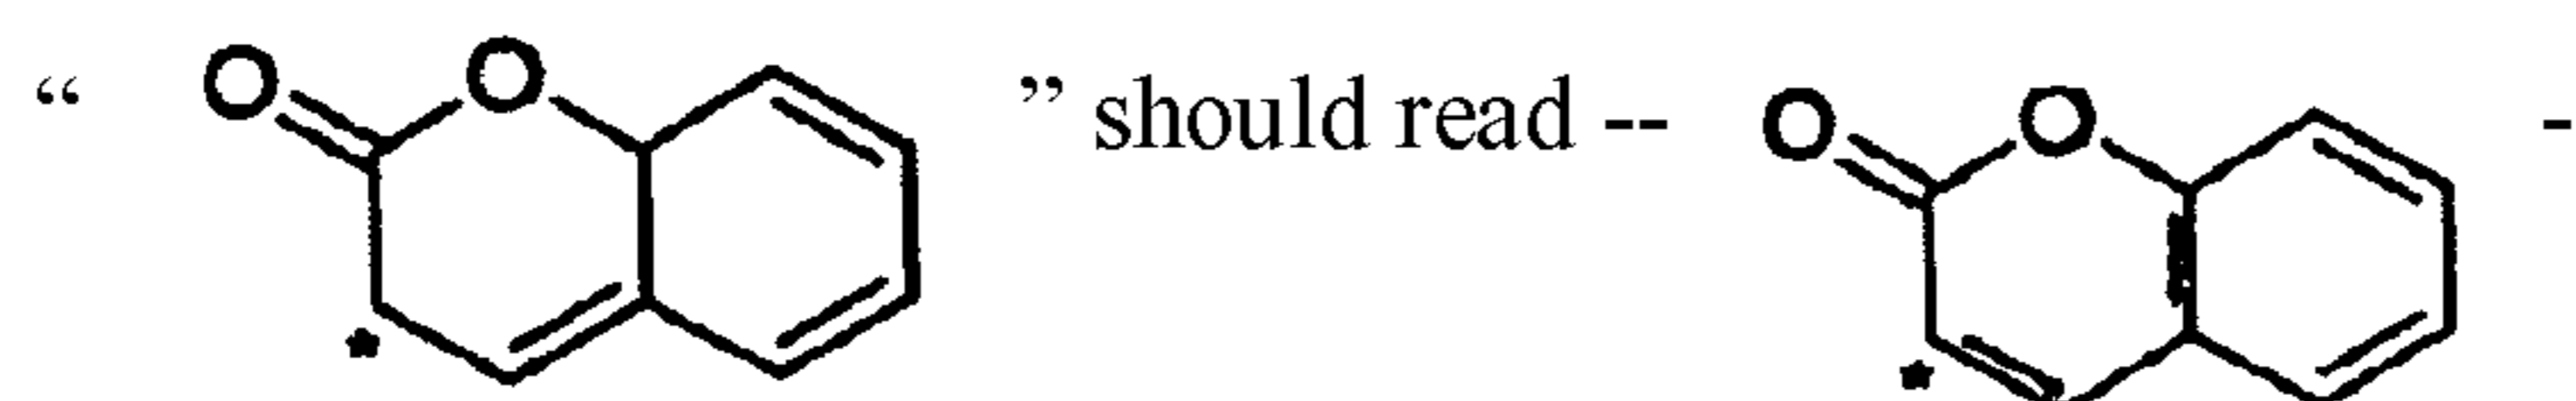 “ O O ” should read -- O O -
* *